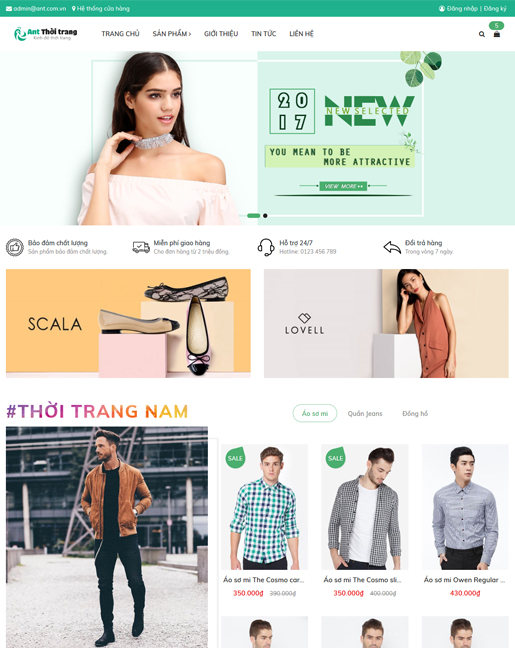 admin@ant.com.vn Hệ thống cửa hàng
Đăng nhập | Đăng ký
Ant Thời trang
Kênh đồ thời trang
TRANG CHỦ SẢN PHẨM › GIỚI THIỆU TIN TỨC LIÊN HỆ
5
2017
NEW
NEW SELECTED
YOU MEAN TO BE
MORE ATTRACTIVE
VIEW MORE
Bảo đảm chất lượng
Sản phẩm bảo đảm chất lượng.
Miễn phí giao hàng
Cho đơn hàng từ 2 triệu đồng.
Hỗ trợ 24/7
Hotline: 0123 456 789
Đổi trả hàng
Trong vòng 7 ngày.
SCALA
LOVELL
#THỜI TRANG NAM
Áo sơ mi Quần Jeans Đồng hồ
SALE SALE
Áo sơ mi The Cosmo car... Áo sơ mi The Cosmo sli... Áo sơ mi Owen Regular ...
350.000₫ 390.000₫ 350.000₫ 400.000₫ 430.000₫